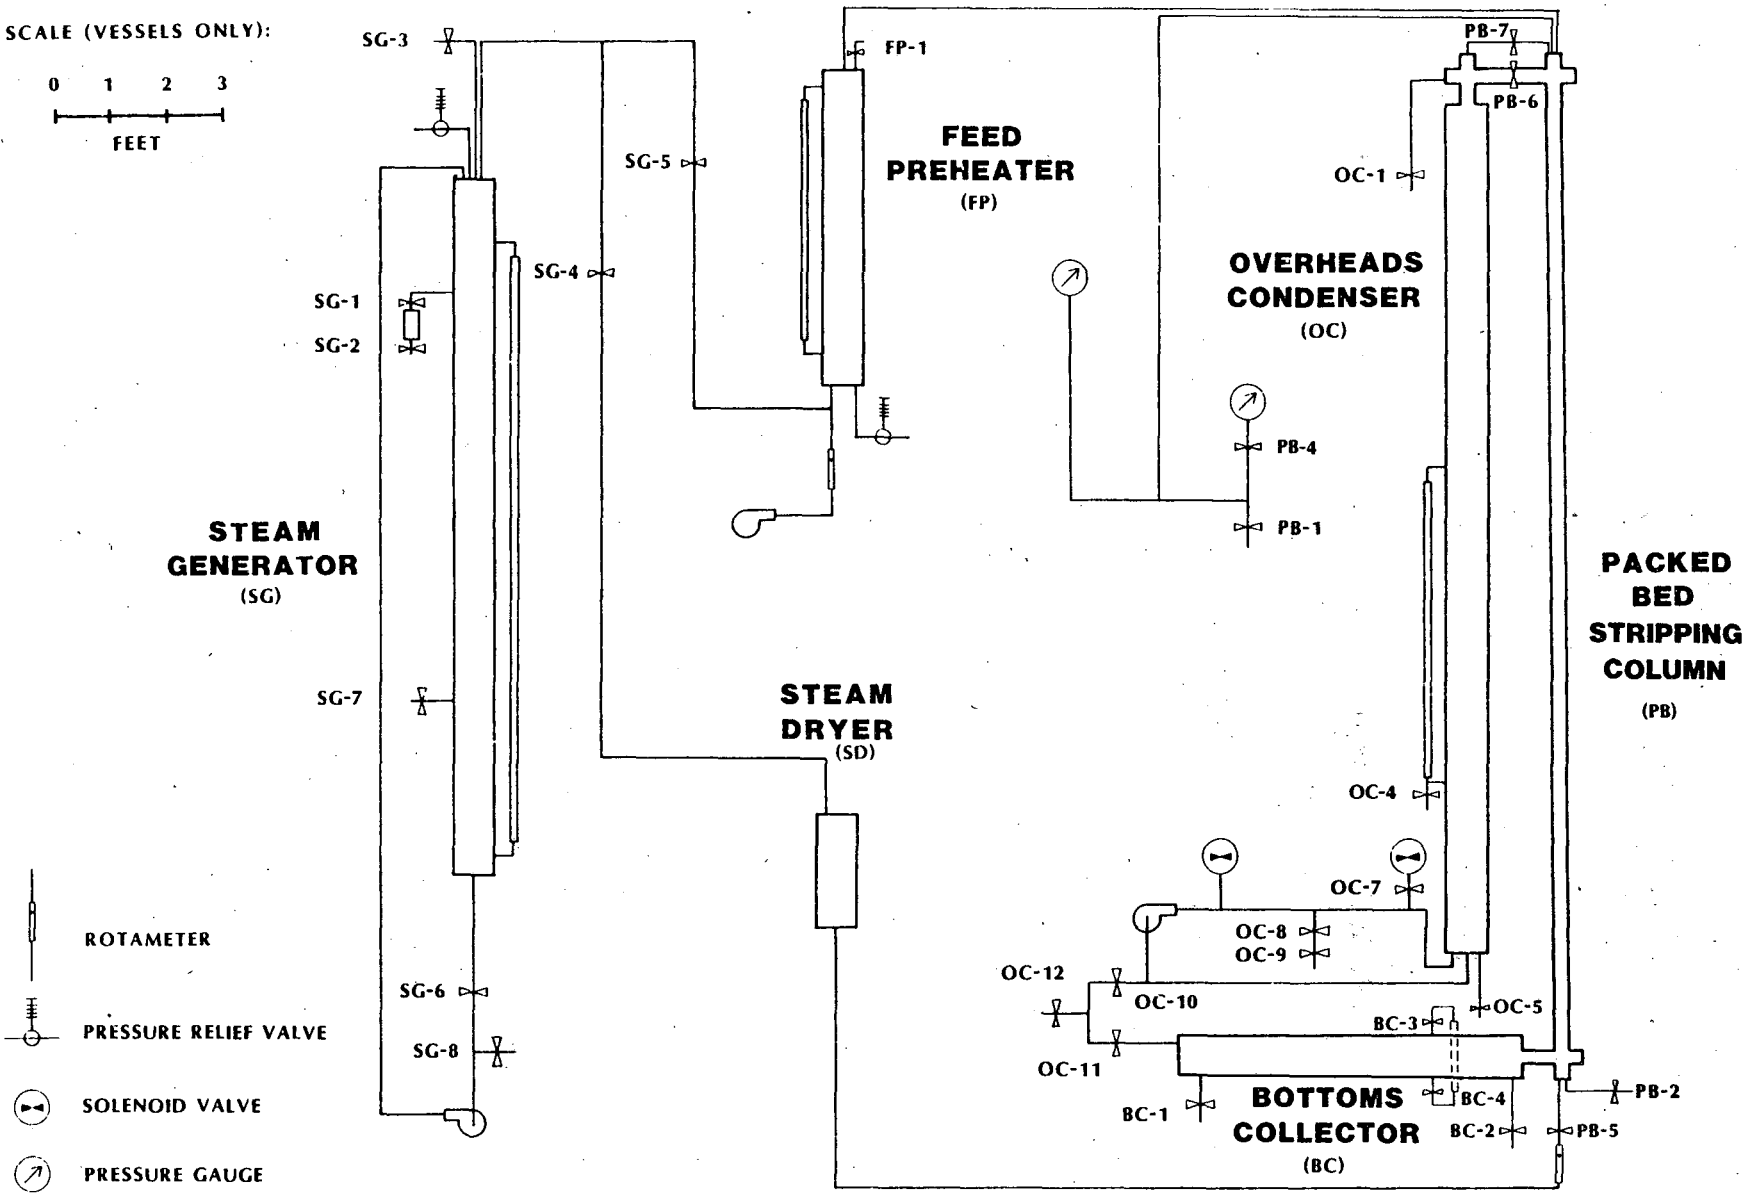 SCALE (VESSELS ONLY):
0 1 2 3
FEET
SG-3
FP-1
PB-7
PB-6
FEED
PREHEATER
(FP)
SG-5
OC-1
SG-4
OVERHEADS
CONDENSER
(OC)
SG-1
SG-2
PB-4
PB-1
STEAM
GENERATOR
(SG)
PACKED
BED
STRIPPING
COLUMN
(PB)
SG-7
STEAM
DRYER
(SD)
OC-4
OC-7
OC-8
OC-9
ROTAMETER
OC-12
OC-10
OC-5
SG-6
BC-3
PRESSURE RELIEF VALVE
SG-8
OC-11
SOLENOID VALVE
BC-1
BOTTOMS
COLLECTOR
(BC)
BC-4
PB-2
BC-2
PB-5
PRESSURE GAUGE